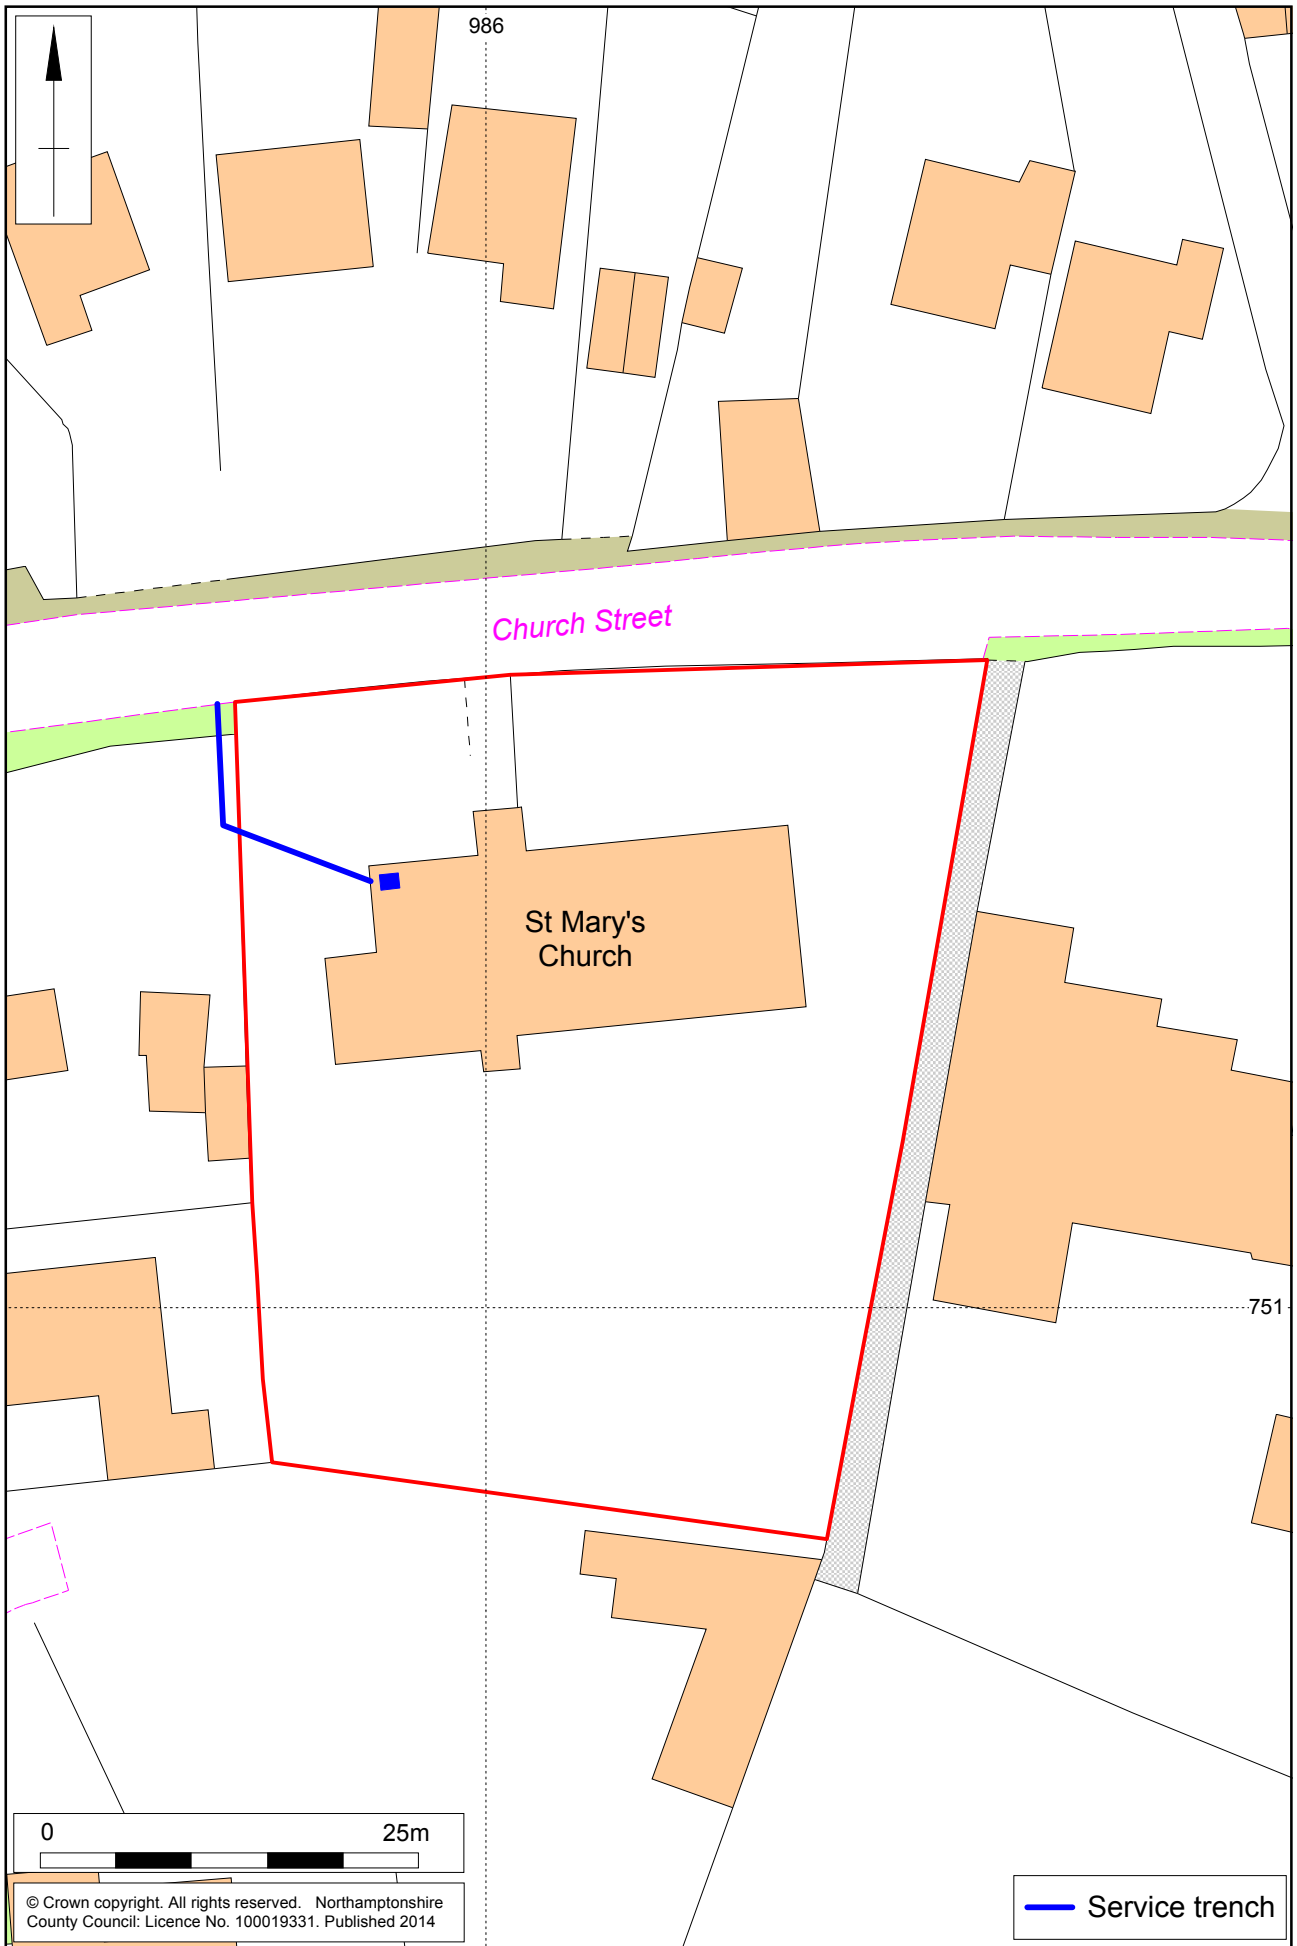 986
Church Street
St Mary's
Church
751
0 25m
© Crown copyright. All rights reserved. Northamptonshire
County Council: Licence No. 100019331. Published 2014
Service trench